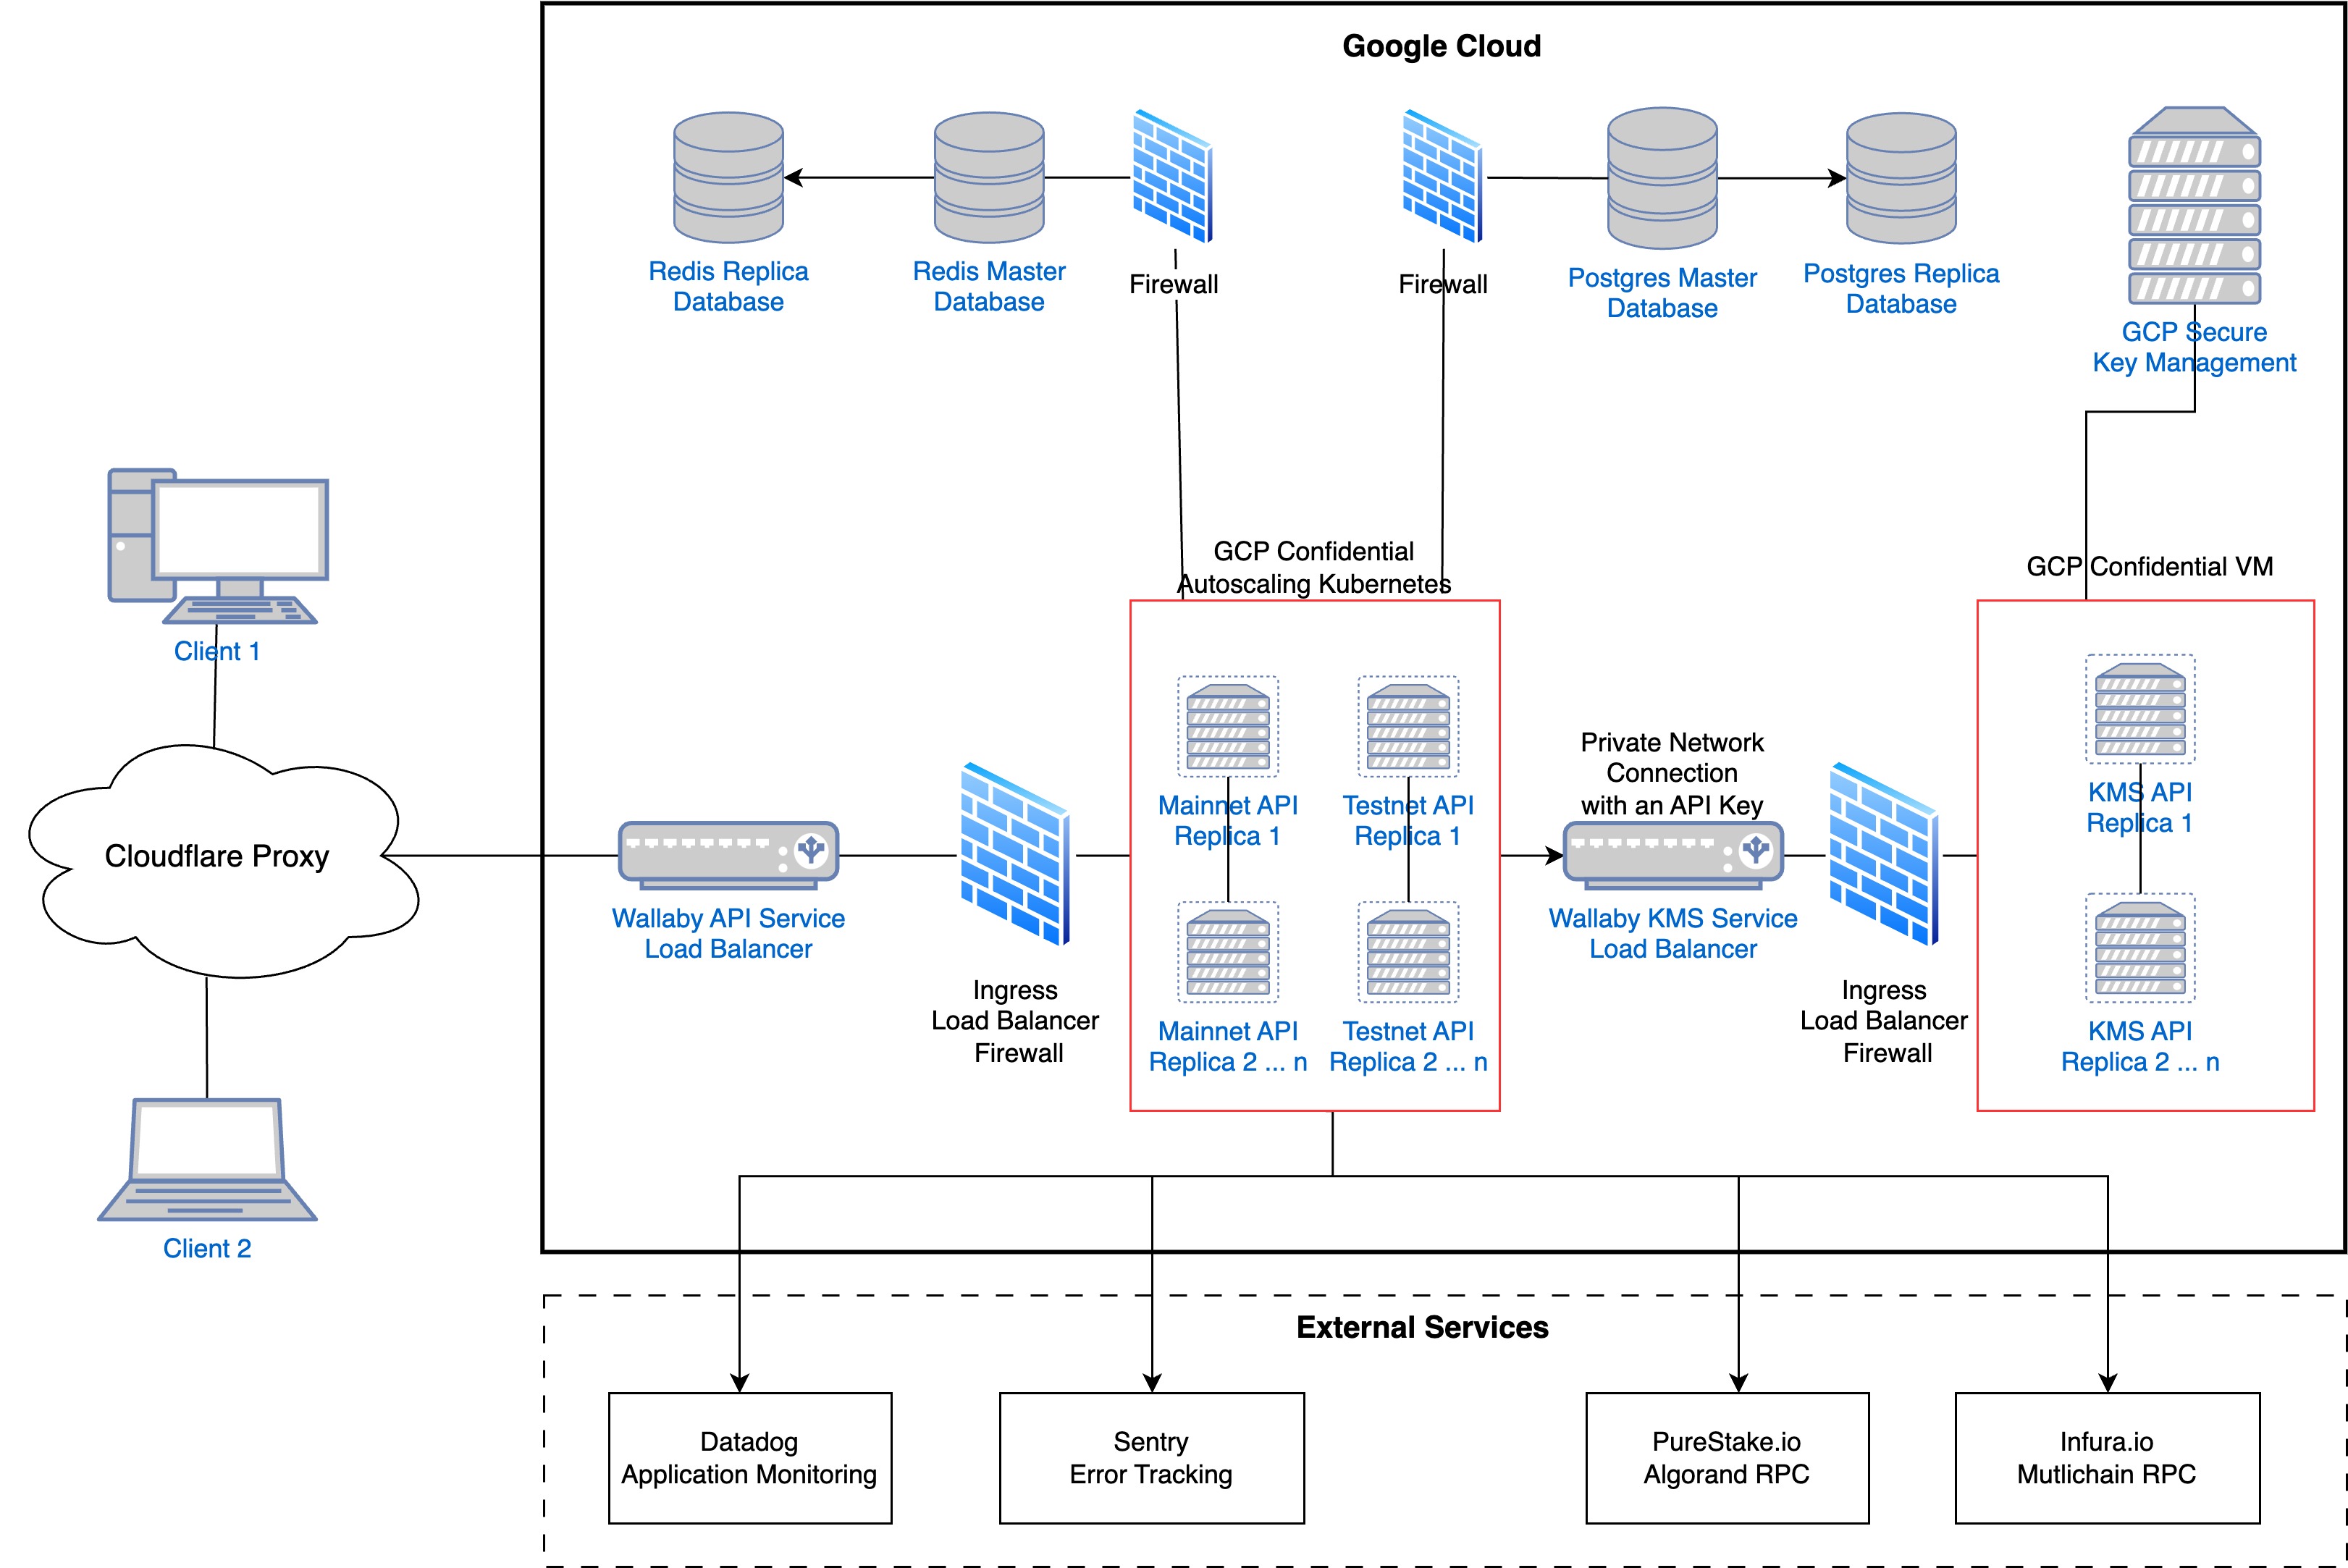 Google Cloud
Redis Replica
Database
Redis Master
Database
Firewall
Firewall
Postgres Master
Database
Postgres Replica
Database
GCP Secure
Key Management
Client 1
Cloudflare Proxy
Client 2
Wallaby API Service
Load Balancer
Ingress
Load Balancer
Firewall
GCP Confidential
Autoscaling Kubernetes
Mainnet API
Replica 1
Testnet API
Replica 1
Mainnet API
Replica 2 ... n
Testnet API
Replica 2 ... n
Private Network
Connection
with an API Key
Wallaby KMS Service
Load Balancer
Ingress
Load Balancer
Firewall
GCP Confidential VM
KMS API
Replica 1
KMS API
Replica 2 ... n
External Services
Datadog
Application Monitoring
Sentry
Error Tracking
PureStake.io
Algorand RPC
Infura.io
Mutlichain RPC